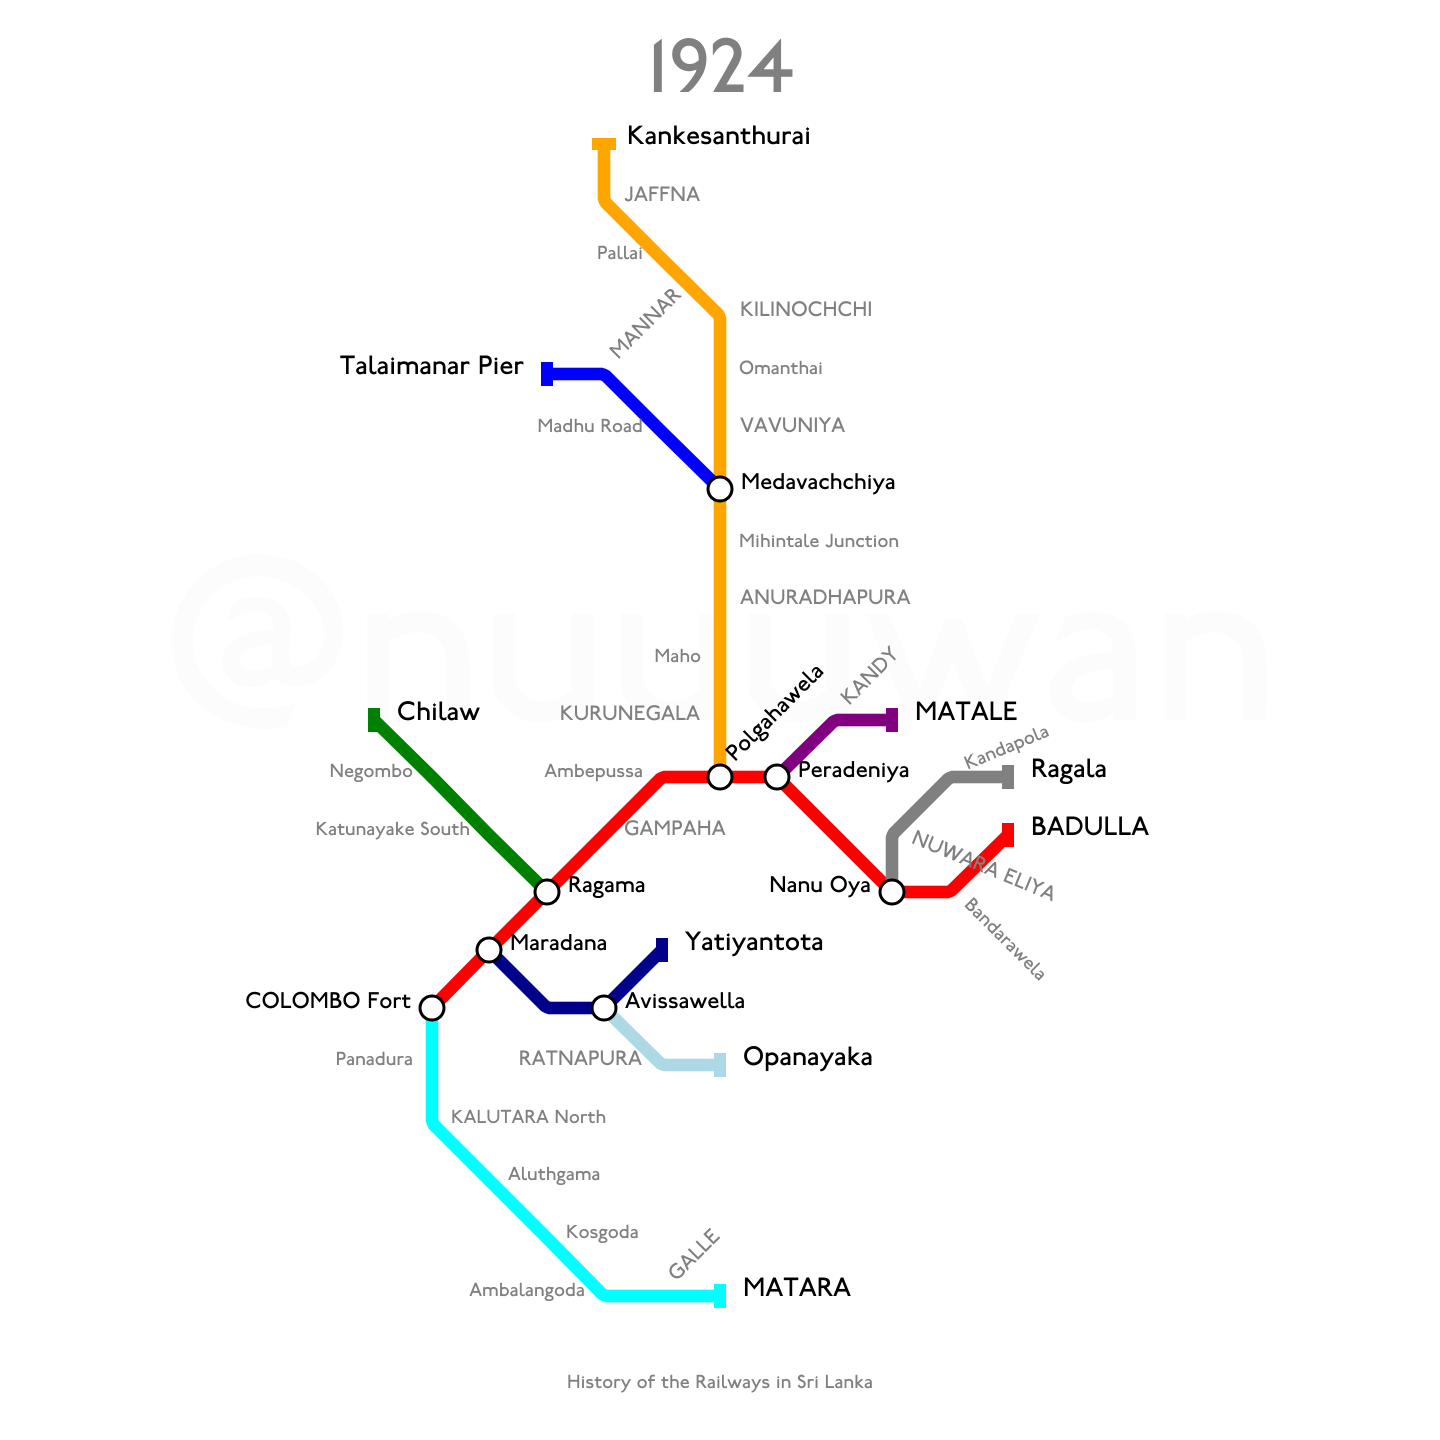 1924
Kankesanthurai
JAFFNA
Pallai
MANNAR
KILINOCHCHI
Talaimanar Pier
Omanthai
Madhu Road
VAVUNIYA
Medavachchiya
Mihintale Junction
ANURADHAPURA
@nuuuwan
Maho
Polgahawela
KANDY
Chilaw
KURUNEGALA
MATALE
Kandapola
Negombo
Ambepussa
Peradeniya
Ragala
Katunayake South
GAMPAHA
NUWARA ELIYA
BADULLA
Ragama
Nanu Oya
Bandarawela
Maradana
Yatiyantota
COLOMBO Fort
Avissawella
Panadura
RATNAPURA
Opanayaka
KALUTARA North
Aluthgama
Kosgoda
GALLE
Ambalangoda
MATARA
History of the Railways in Sri Lanka